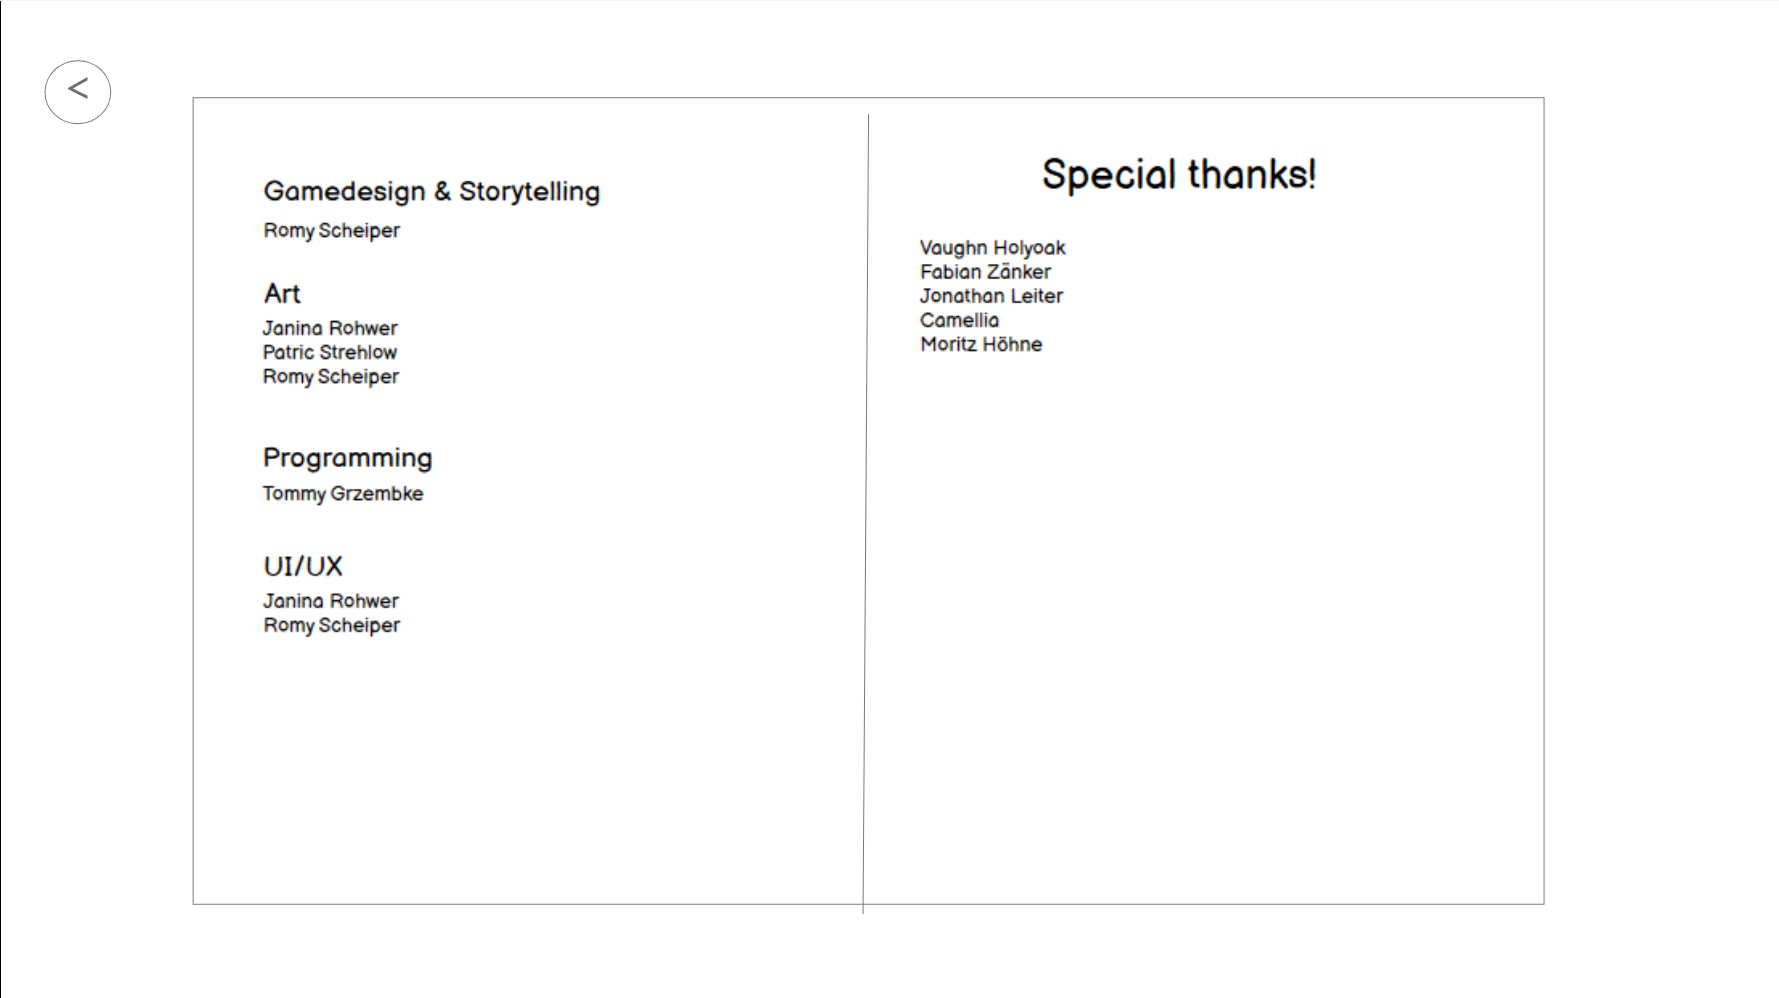 <
Gamedesign & Storytelling
Romy Scheiper
Art
Janina Rohwer
Patric Strehlow
Romy Scheiper
Programming
Tommy Grzembke
UI/UX
Janina Rohwer
Romy Scheiper
Special thanks!
Vaughn Holyoak
Fabian Zänker
Jonathan Leiter
Camellia
Moritz Höhne